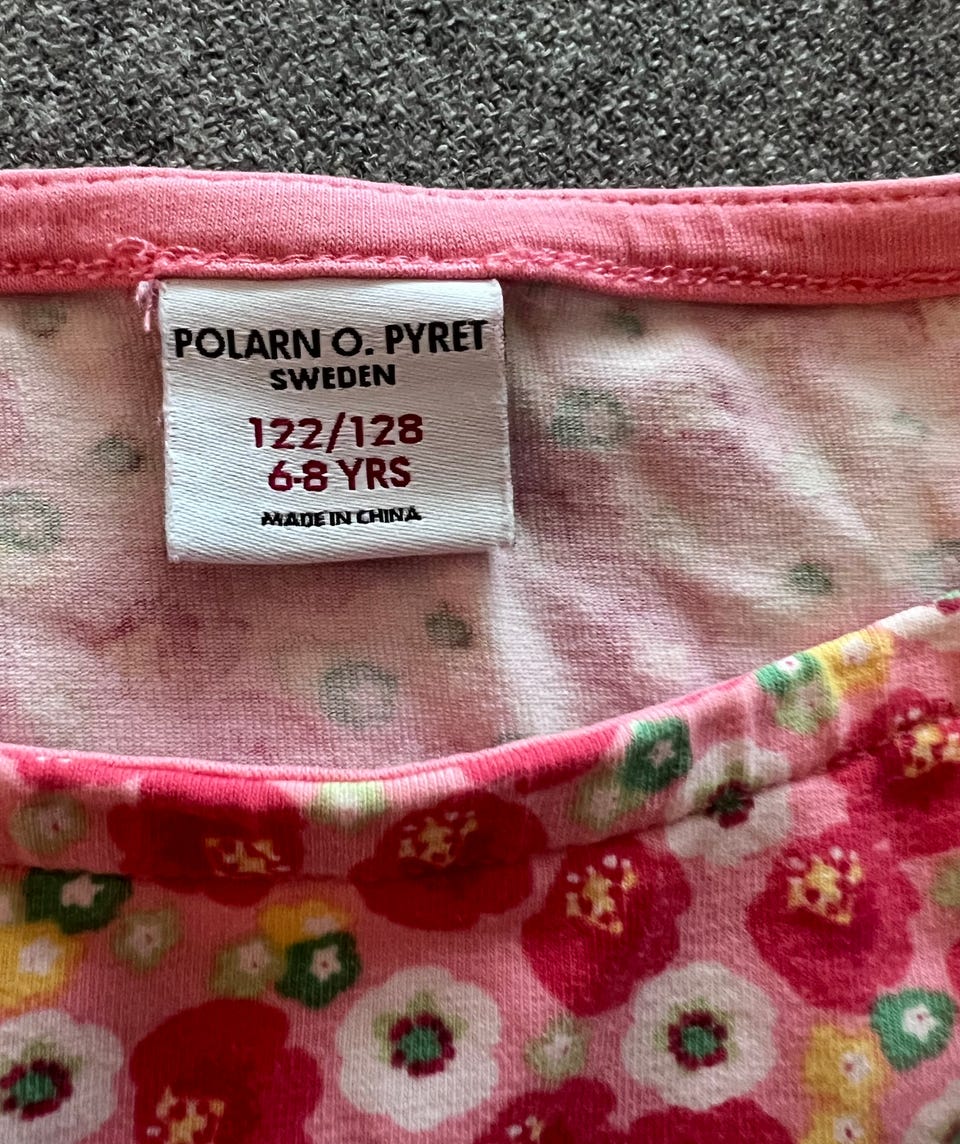 POLARN O. PYRET
SWEDEN
122/128
6-8 YRS
MADE IN CHINA